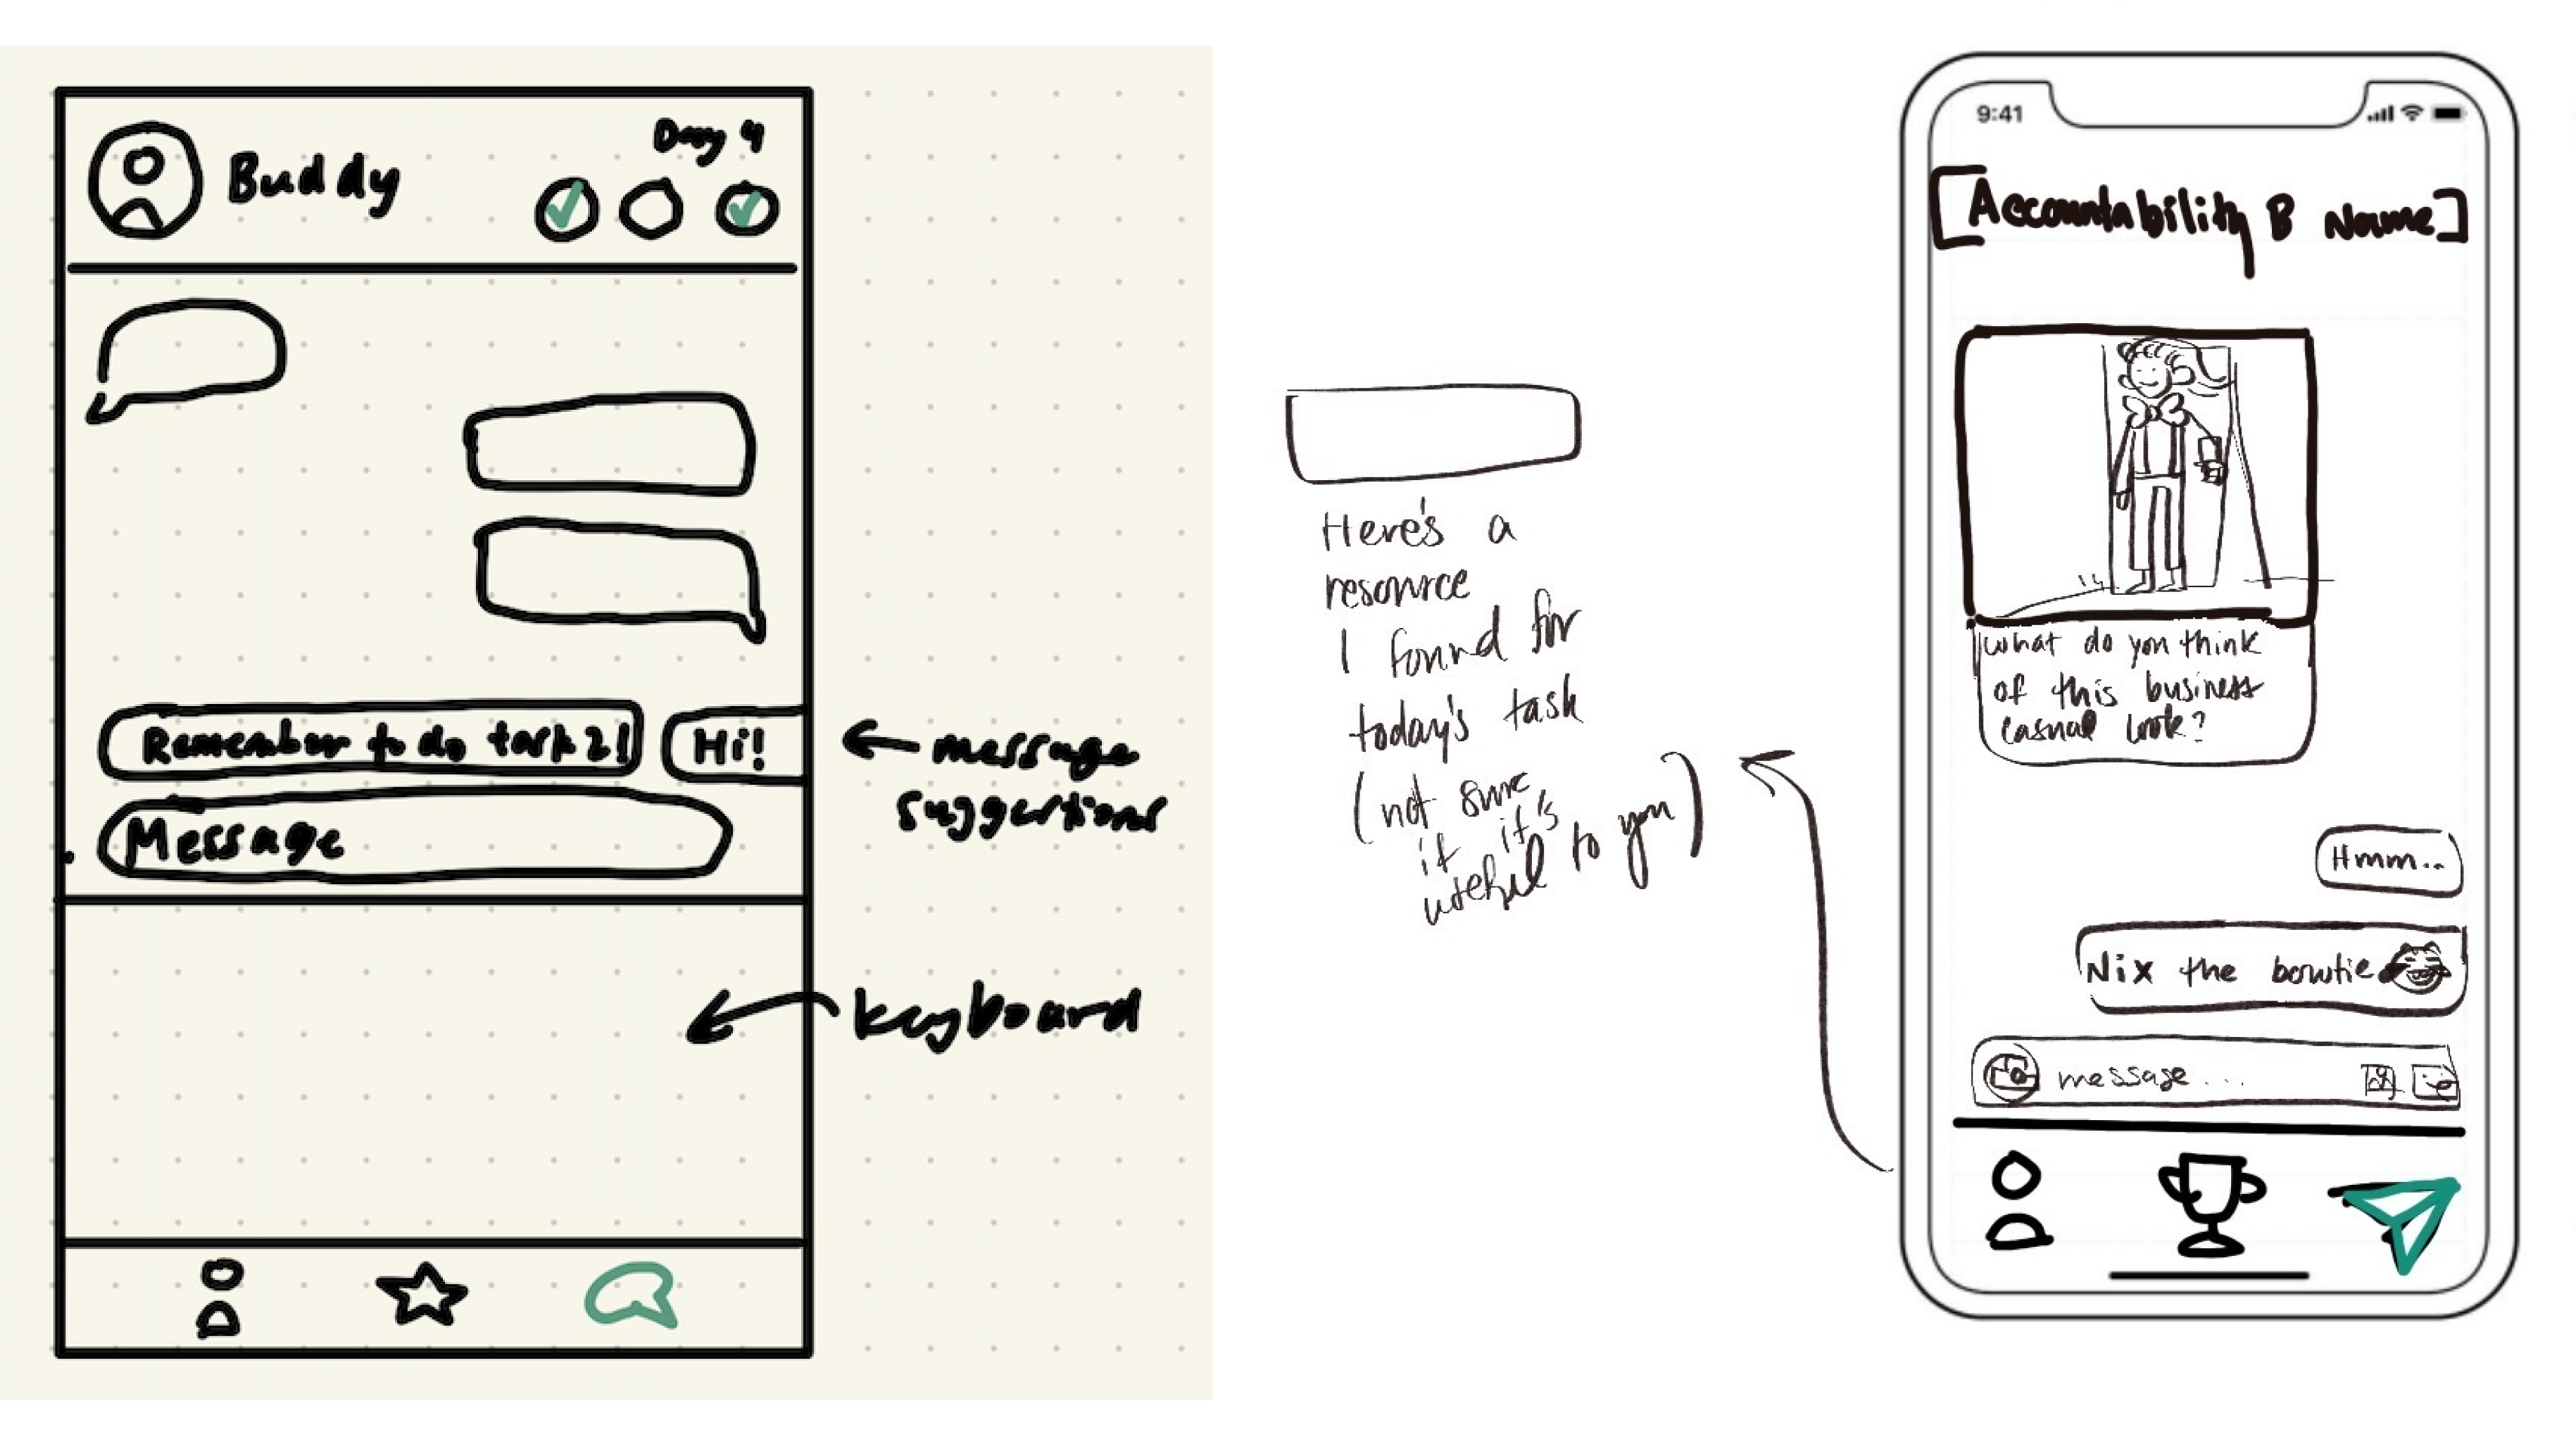 Buddy
Day 4
Remember to do task 2!
Hi!
Message
← message
suggestions
keyboard
Here's a
resource
I found for
today's task
(not sure
if it's
useful to you)
9:41
[Accountability B Name]
What do you think
of this business
casual look?
Hmm..
Nix the bowtie
message...